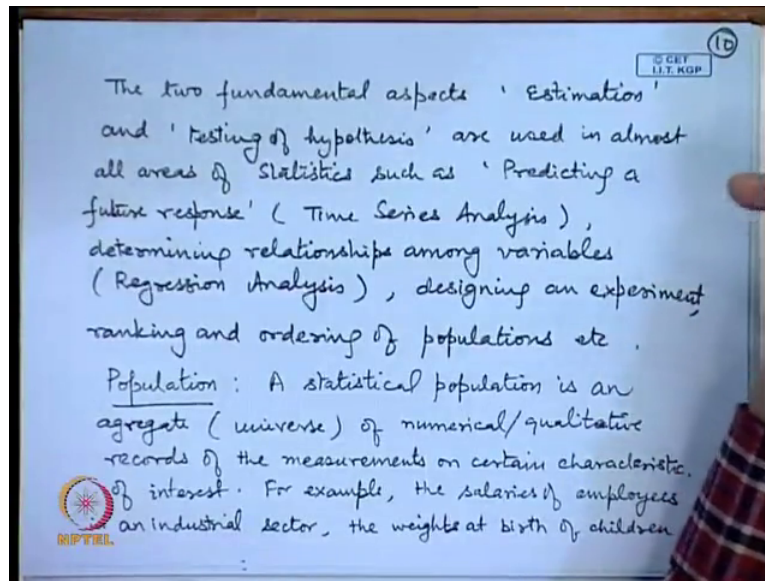 10
© CET
I.I.T. KGP
The two fundamental aspects 'Estimation'
and 'testing of hypothesis' are used in almost
all areas of Statistics such as 'Predicting a
future response' (Time Series Analysis),
determining relationships among variables
(Regression Analysis), designing an experiment,
ranking and ordering of populations etc.
Population : A statistical population is an
agregate (universe) of numerical/qualitative
records of the measurements on certain characteristic.
of interest. For example, the salaries of employees
an industrial sector, the weights at birth of children
NPTEL